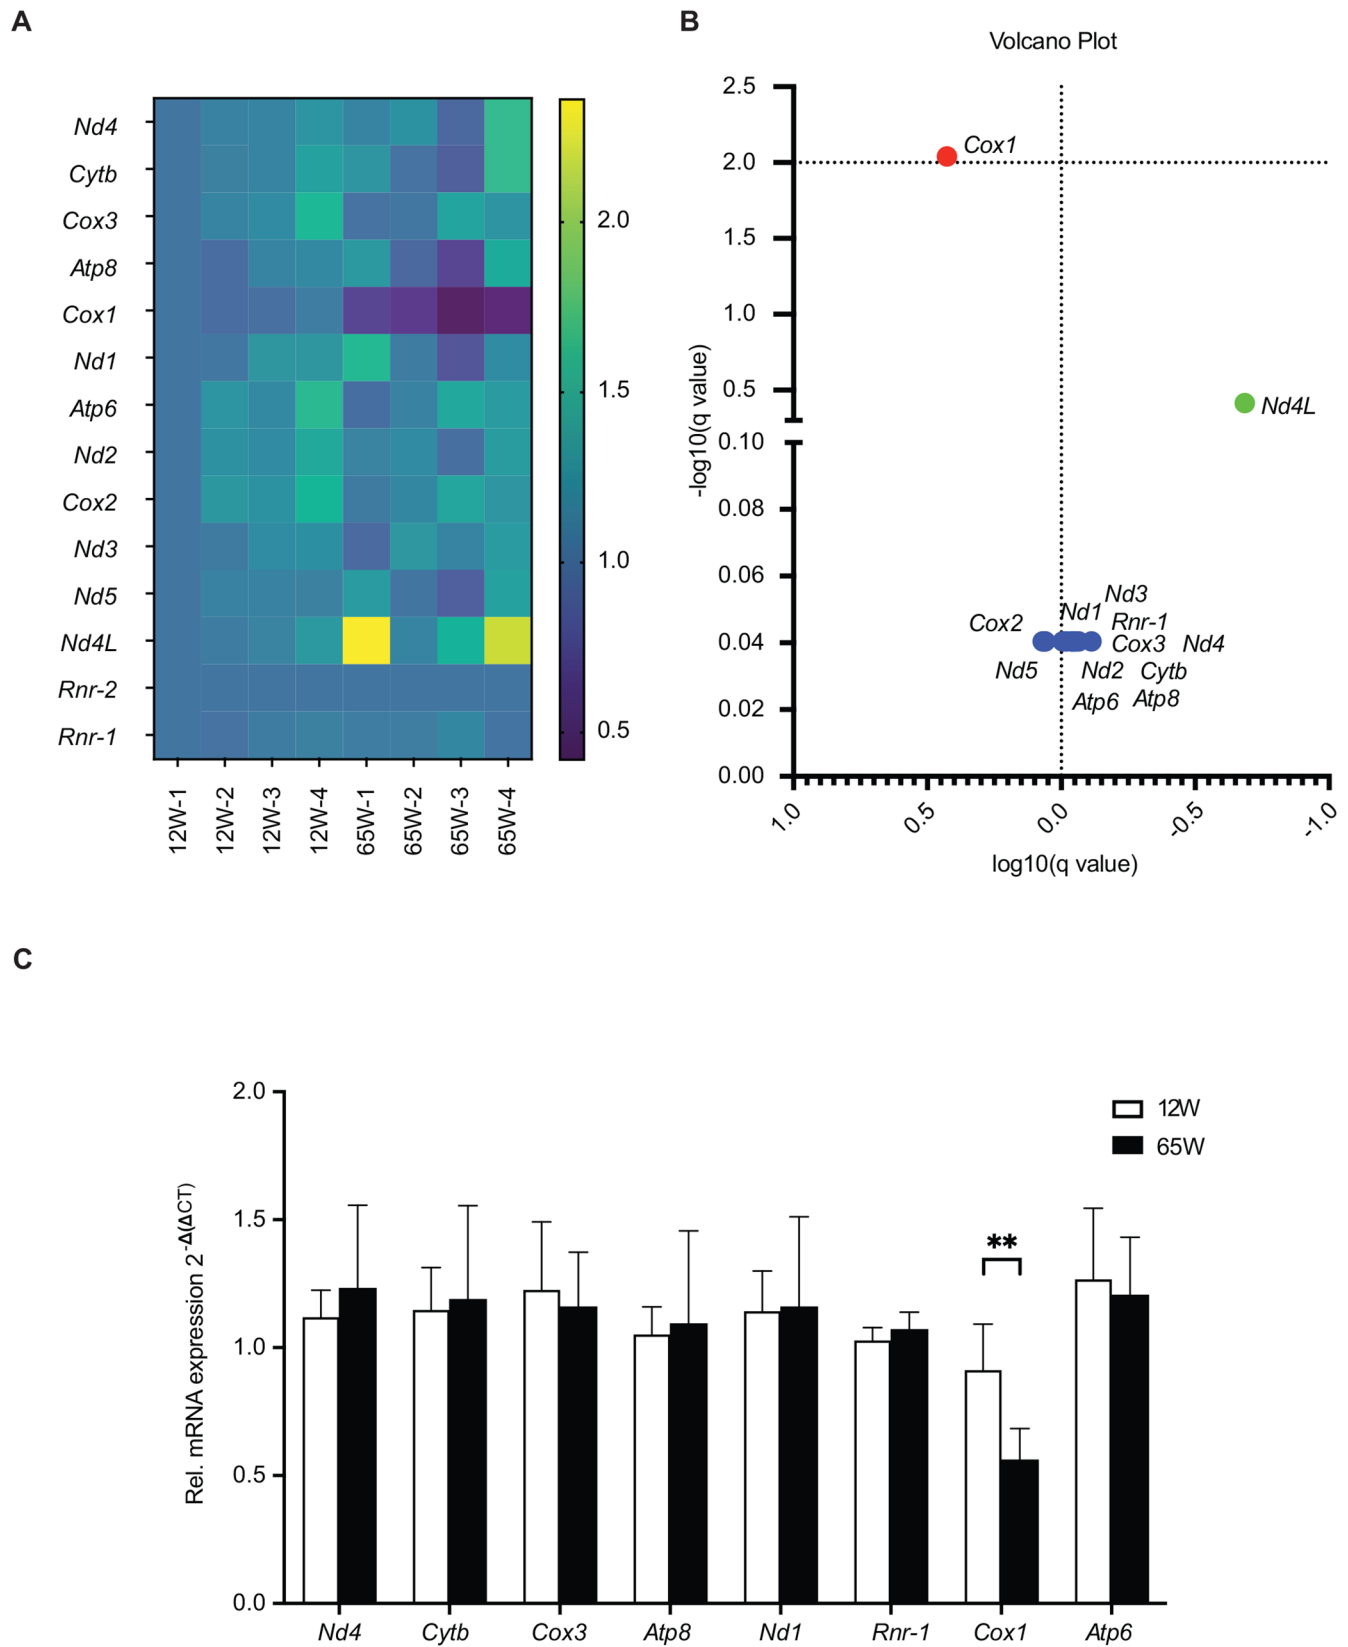 A
Nd4
Cytb
Cox3
Atp8
Cox1
Nd1
Atp6
Nd2
Cox2
Nd3
Nd5
Nd4L
Rnr-2
Rnr-1
12W-1
12W-2
12W-3
12W-4
65W-1
65W-2
65W-3
65W-4
2.0
1.5
1.0
0.5
B
Volcano Plot
-log10(q value)
2.5
2.0
1.5
1.0
0.5
0.10
0.08
0.06
0.04
0.02
0.00
Cox1
Nd4L
Nd3
Nd1
Cox2
Rnr-1
Cox3 Nd4
Nd5
Nd2 Cytb
Atp6 Atp8
1.0
0.5
0.0
-0.5
-1.0
log10(q value)
C
Rel. mRNA expression 2-Δ(ΔCT)
2.0
1.5
1.0
0.5
0.0
12W
65W
**
Nd4
Cytb
Cox3
Atp8
Nd1
Rnr-1
Cox1
Atp6